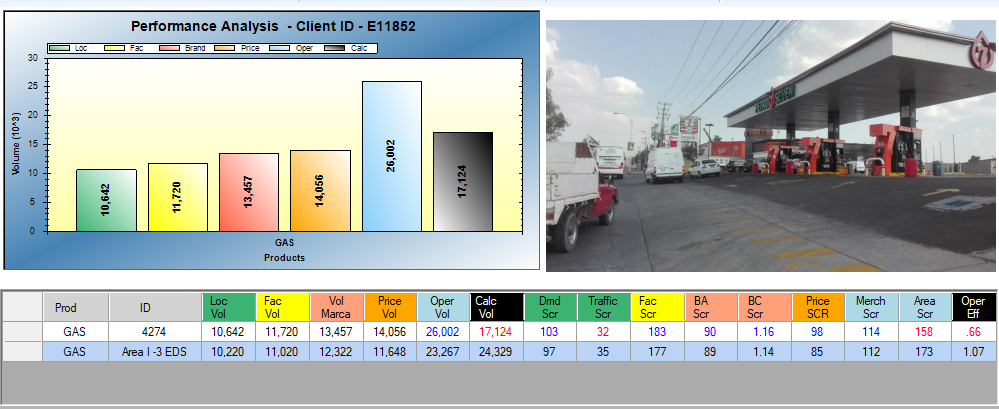 Performance Analysis - Client ID - E11852
Loc Fac Brand Price Oper Calc
30
25
20
15
10
5
0
Volume (10^3)
10,642
11,720
13,457
14,056
26,002
17,124
GAS
Products
PETRO SEVEN
Prod ID Loc Vol Fac Vol Vol Marca Price Vol Oper Vol Calc Vol Dmd Scr Traffic Scr Fac Scr BA Scr BC Scr Price SCR Merch Scr Area Scr Oper Eff
GAS 4274 10,642 11,720 13,457 14,056 26,002 17,124 103 32 183 90 1.16 98 114 158 .66
GAS Area I -3 EDS 10,220 11,020 12,322 11,648 23,267 24,329 97 35 177 89 1.14 85 112 173 1.07